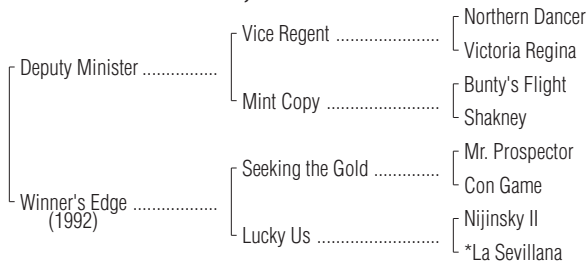 Northern Dancer
Vice Regent ....................
Victoria Regina
Deputy Minister ...............
Bunty's Flight
Mint Copy ......................
Shakney
Mr. Prospector
Seeking the Gold ...............
Con Game
Winner's Edge .................
(1992)
Nijinsky II
Lucky Us ........................
*La Sevillana